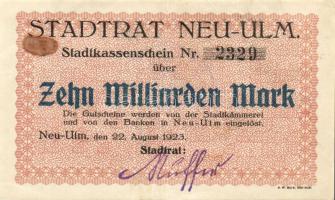 STADTRAT NEU-ULM.
Stadtkassenschein Nr. 2329
über
Zehn Milliarden Mark
Die Gutscheine werden von der Stadtkämmerei
und von den Banken in Neu-Ulm eingelöst.
Neu-Ulm, den 22. August 1923.
Stadtrat: